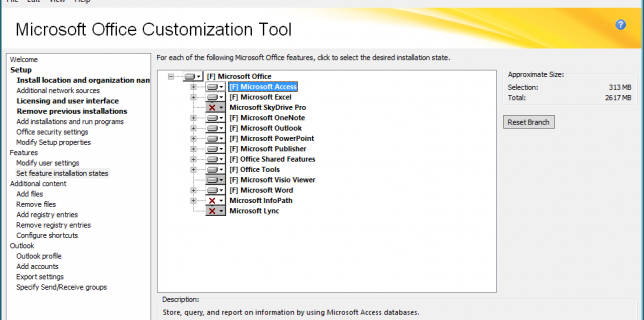 File Edit View Help
Microsoft Office Customization Tool
Welcome
Setup
Install location and organization nan
Additional network sources
Licensing and user interface
Remove previous installations
Add installations and run programs
Office security settings
Modify Setup properties
Features
Modify user settings
Set feature installation states
Additional content
Add files
Remove files
Add registry entries
Remove registry entries
Configure shortcuts
Outlook
Outlook profile
Add accounts
Export settings
Specify Send/Receive groups
For each of the following Microsoft Office features, click to select the desired installation state.
[F] Microsoft Office
[F] Microsoft Access
[F] Microsoft Excel
Microsoft SkyDrive Pro
[F] Microsoft OneNote
[F] Microsoft Outlook
[F] Microsoft PowerPoint
[F] Microsoft Publisher
[F] Office Shared Features
[F] Office Tools
[F] Microsoft Visio Viewer
[F] Microsoft Word
Microsoft InfoPath
Microsoft Lync
Approximate Size:
Selection: 313 MB
Total: 2617 MB
Reset Branch
Description:
Store, query, and report on information by using Microsoft Access databases.